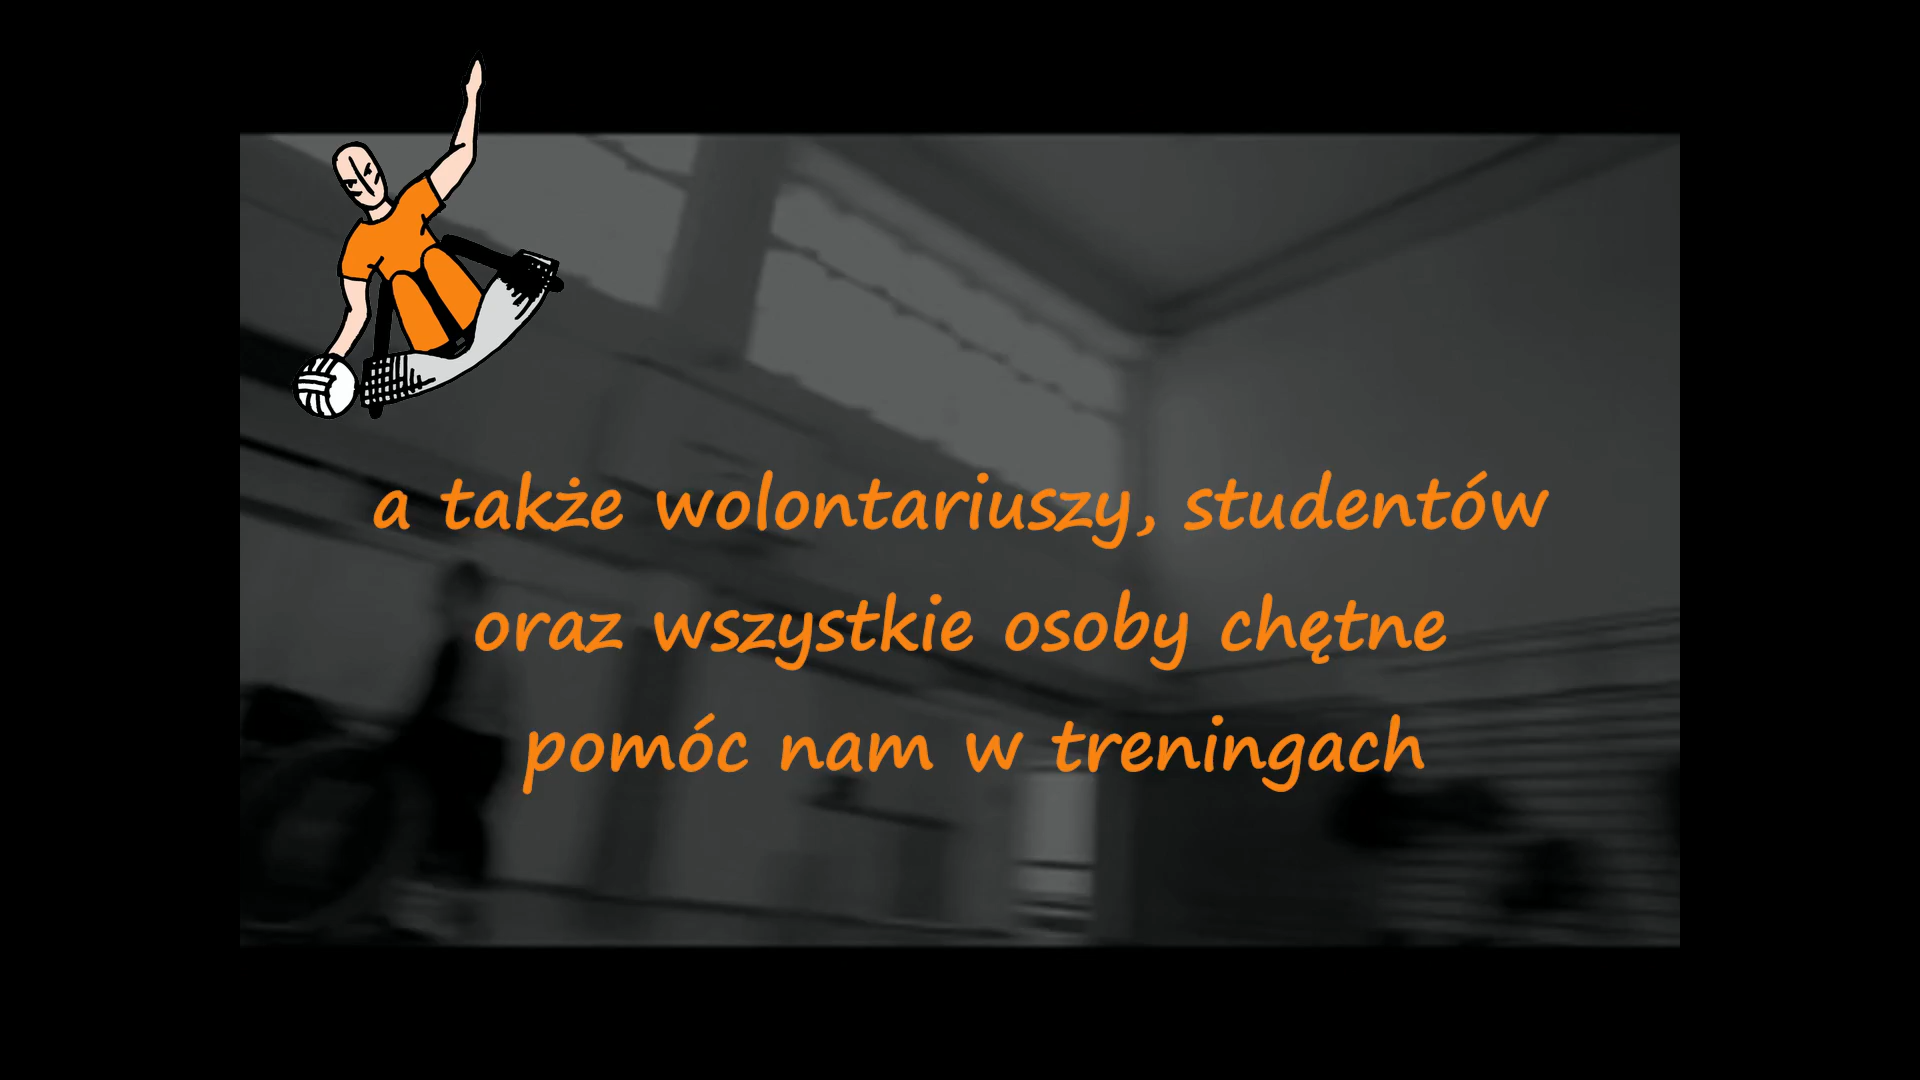 a także wolontariuszy, studentów
oraz wszystkie osoby chętne
pomóc nam w treningach